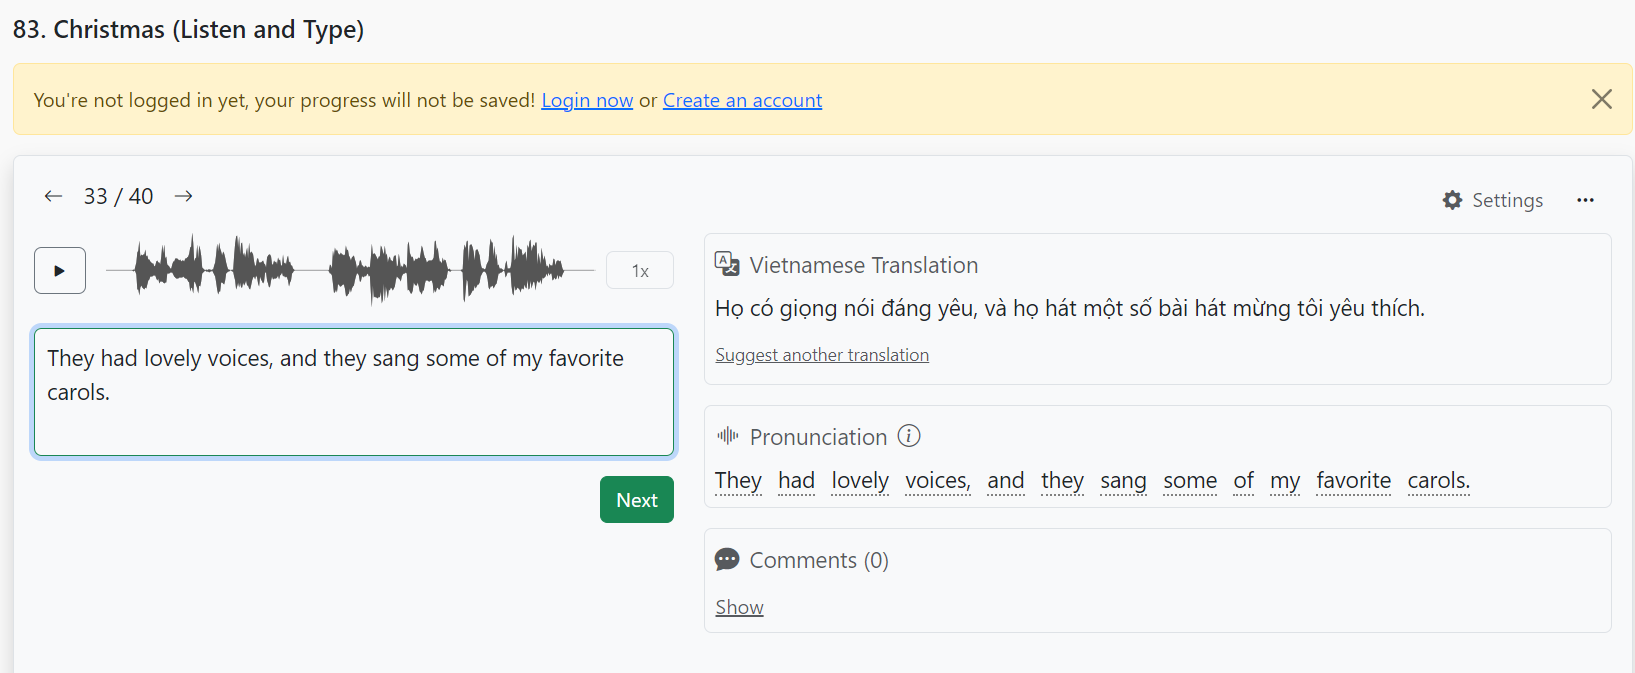 83. Christmas (Listen and Type)
You're not logged in yet, your progress will not be saved! Login now or Create an account
33 / 40
Settings
1x
They had lovely voices, and they sang some of my favorite
carols.
Next
Vietnamese Translation
Họ có giọng nói đáng yêu, và họ hát một số bài hát mừng tôi yêu thích.
Suggest another translation
Pronunciation
They had lovely voices, and they sang some of my favorite carols.
Comments (0)
Show